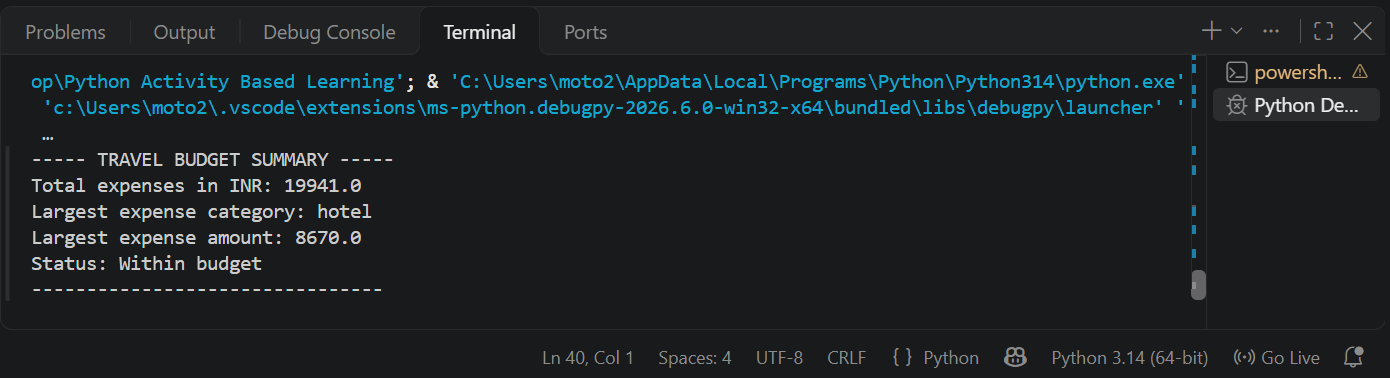 Problems Output Debug Console Terminal Ports
op\Python Activity Based Learning'; & 'C:\Users\moto2\AppData\Local\Programs\Python\Python314\python.exe'
'c:\Users\moto2\.vscode\extensions\ms-python.debugpy-2026.6.0-win32-x64\bundled\libs\debugpy\launcher' '
…
----- TRAVEL BUDGET SUMMARY -----
Total expenses in INR: 19941.0
Largest expense category: hotel
Largest expense amount: 8670.0
Status: Within budget
--------------------------------
powersh...
Python De...
Ln 40, Col 1 Spaces: 4 UTF-8 CRLF {} Python Python 3.14 (64-bit) Go Live